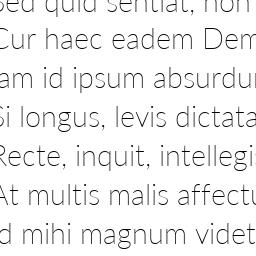 Sed quid sentiat, non
Cur haec eadem Dem
am id ipsum absurdu
Si longus, levis dictata
Recte, inquit, intellegis
At multis malis affectu
d mihi magnum videt